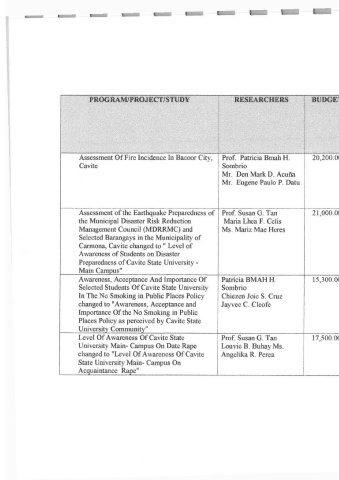 PROGRAM/PROJECT/STUDY
RESEARCHERS
BUDGE
Assessment Of Fire Incidence In Bacoor City,
Cavite
Prof. Patricia Bmah H.
Sombrio
Mr. Den Mark D. Acuña
Mr. Eugene Paulo P. Datu
20,200.0
Assessment of the Earthquake Preparedness of
the Municipal Disaster Risk Reduction
Management Council (MDRRMC) and
Selected Barangays in the Municipality of
Carmona, Cavite changed to " Level of
Awareness of Students on Disaster
Preparedness of Cavite State University -
Main Campus"
Prof. Susan G. Tan
Maria Lhea F. Celis
Ms. Mariz Mae Heres
21,000.0
Awareness, Acceptance And Importance Of
Selected Students Of Cavite State University
In The No Smoking in Public Places Policy
changed to "Awareness, Acceptance and
Importance Of the No Smoking in Public
Places Policy as perceived by Cavite State
University Community"
Patricia BMAH H.
Sombrio
Chiezen Joie S. Cruz
Jayvee C. Cleofe
15,300.0
Level Of Awareness Of Cavite State
University Main- Campus On Date Rape
changed to "Level Of Awareness Of Cavite
State University Main- Campus On
Acquaintance Rape"
Prof. Susan G. Tan
Louvie B. Buhay Ms.
Angelika R. Perea
17,500.0